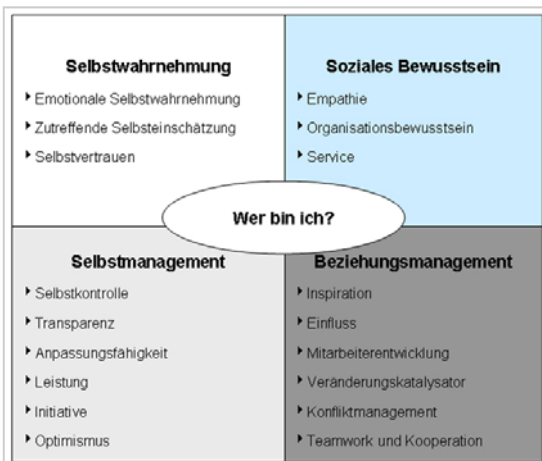 Selbstwahrnehmung
Emotionale Selbstwahrnehmung
Zutreffende Selbsteinschätzung
Selbstvertrauen
Soziales Bewusstsein
Empathie
Organisationsbewusstsein
Service
Wer bin ich?
Selbstmanagement
Selbstkontrolle
Transparenz
Anpassungsfähigkeit
Leistung
Initiative
Optimismus
Beziehungsmanagement
Inspiration
Einfluss
Mitarbeiterentwicklung
Veränderungskatalysator
Konfliktmanagement
Teamwork und Kooperation